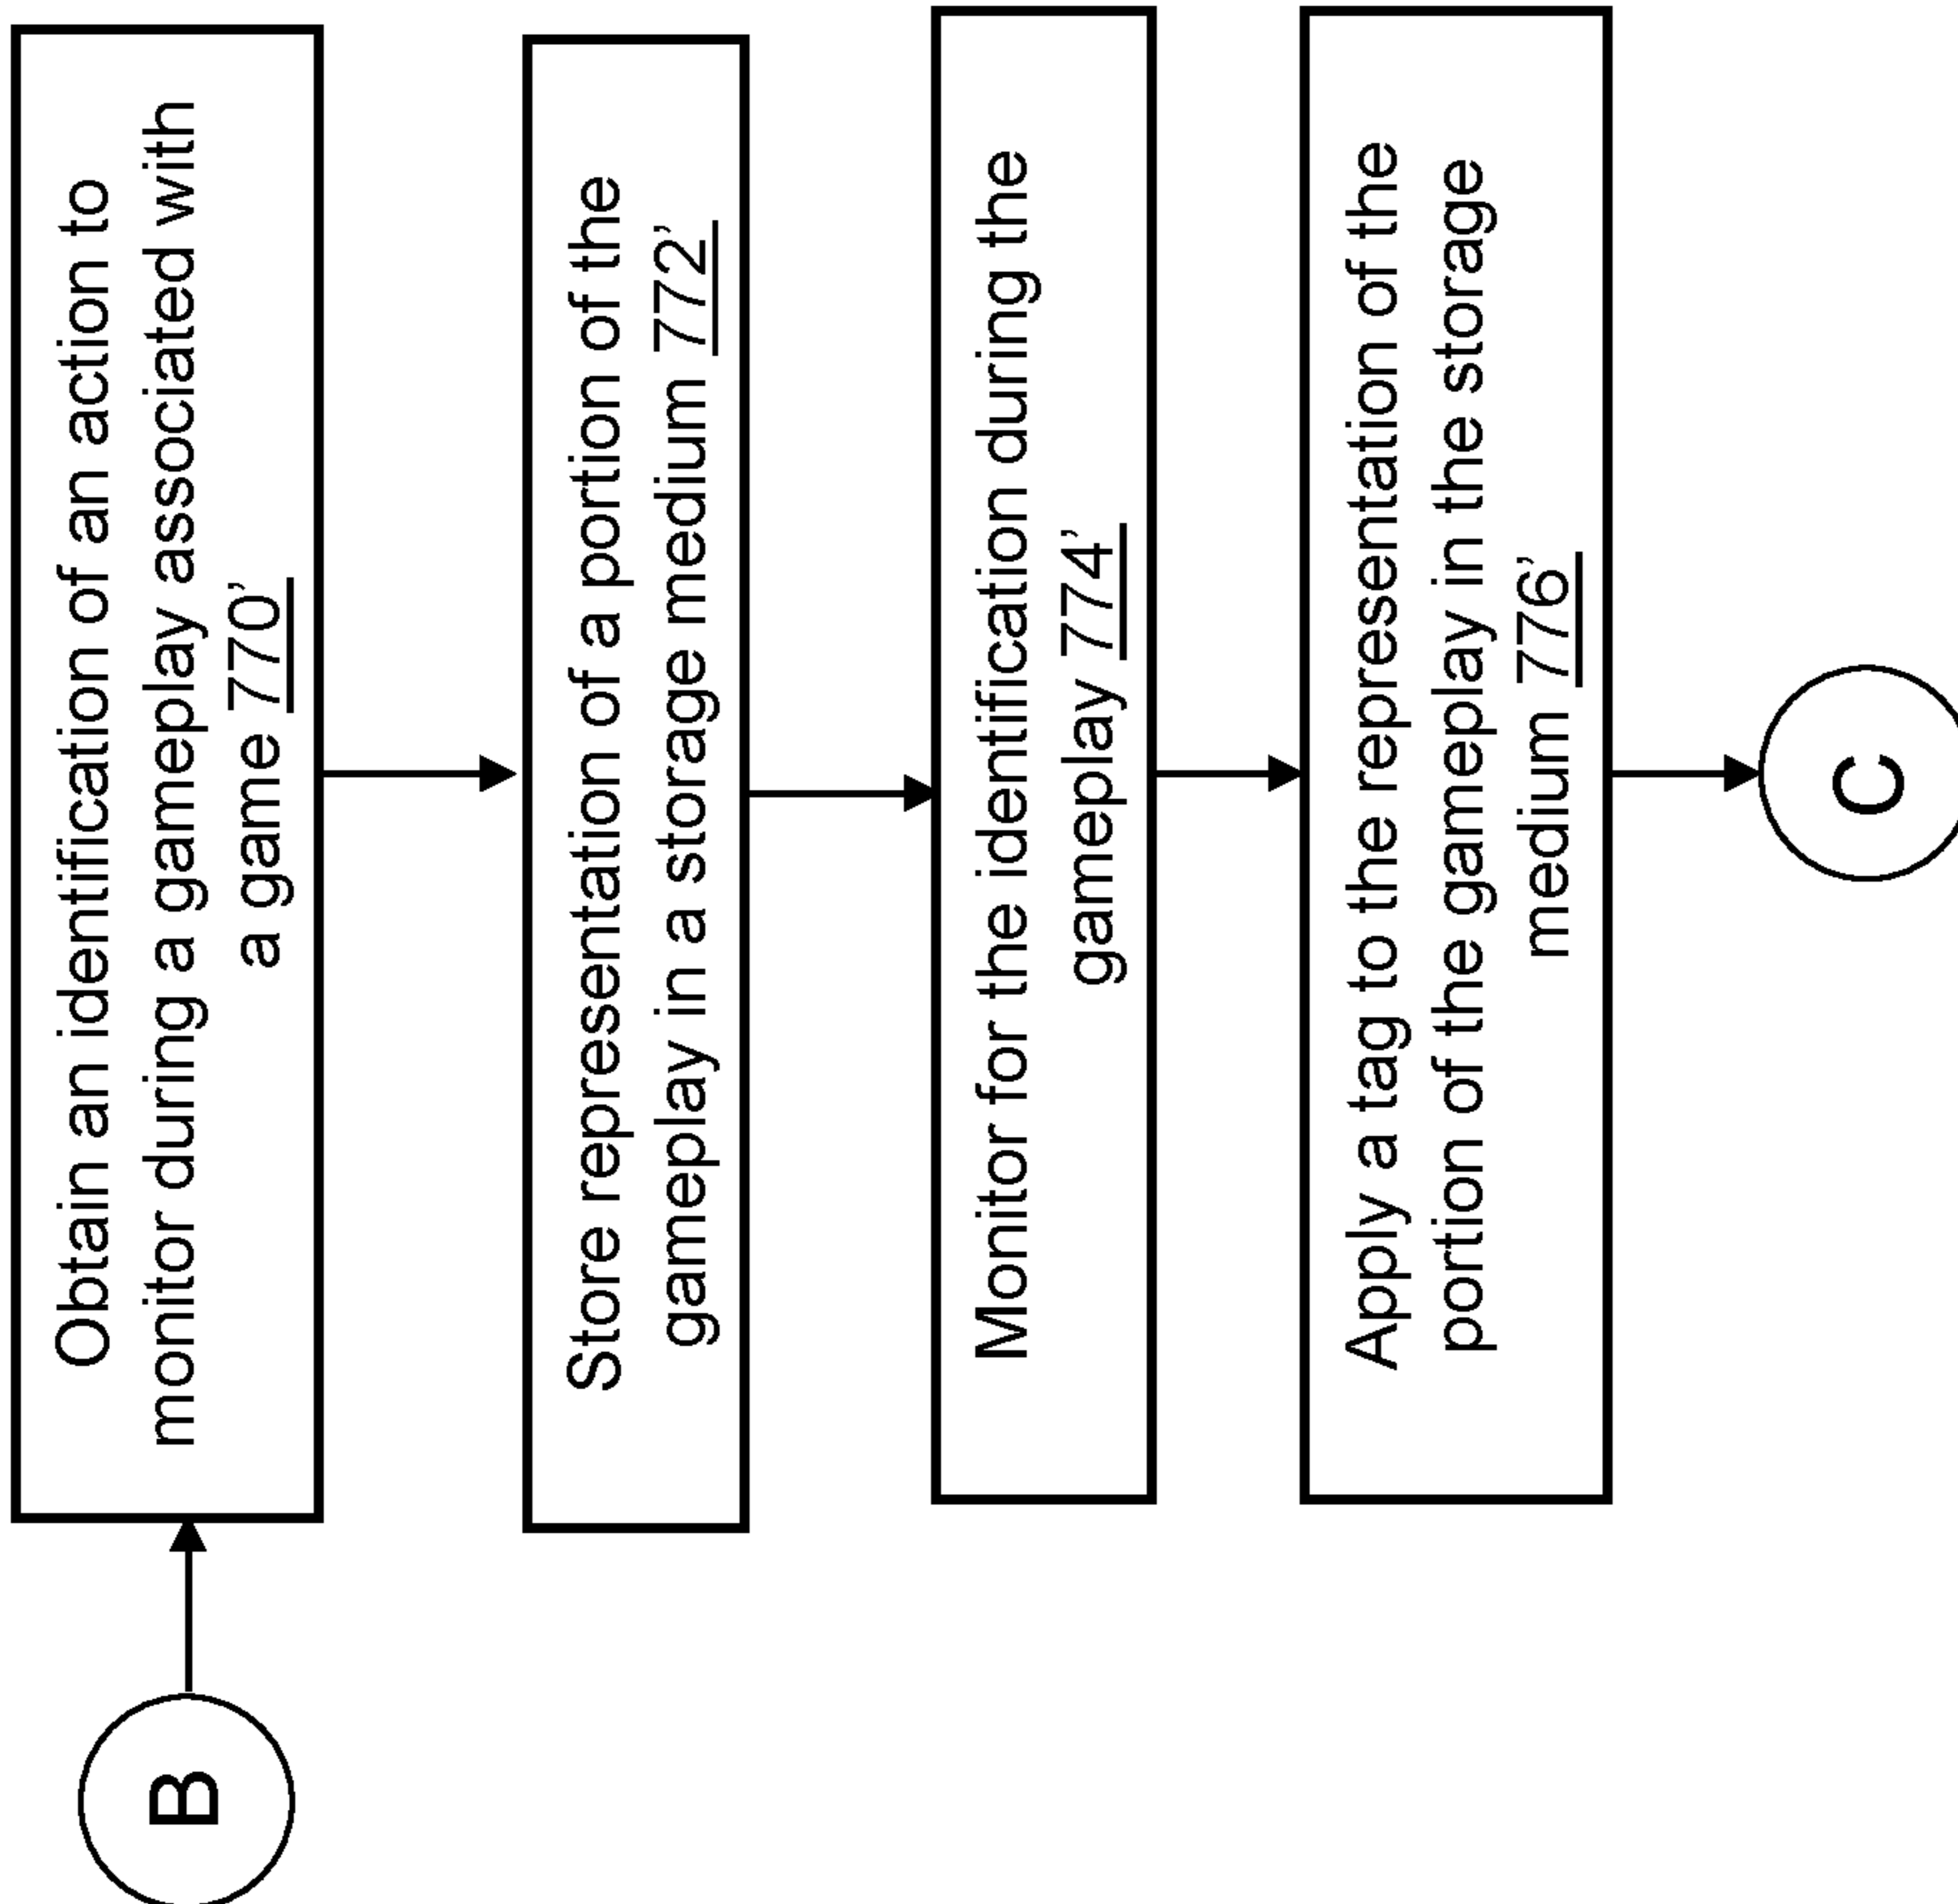 B
Obtain an identification of an action to
monitor during a gameplay associated with
a game 770’
Store representation of a portion of the
gameplay in a storage medium 772’
Monitor for the identification during the
gameplay 774’
Apply a tag to the representation of the
portion of the gameplay in the storage
medium 776’
C